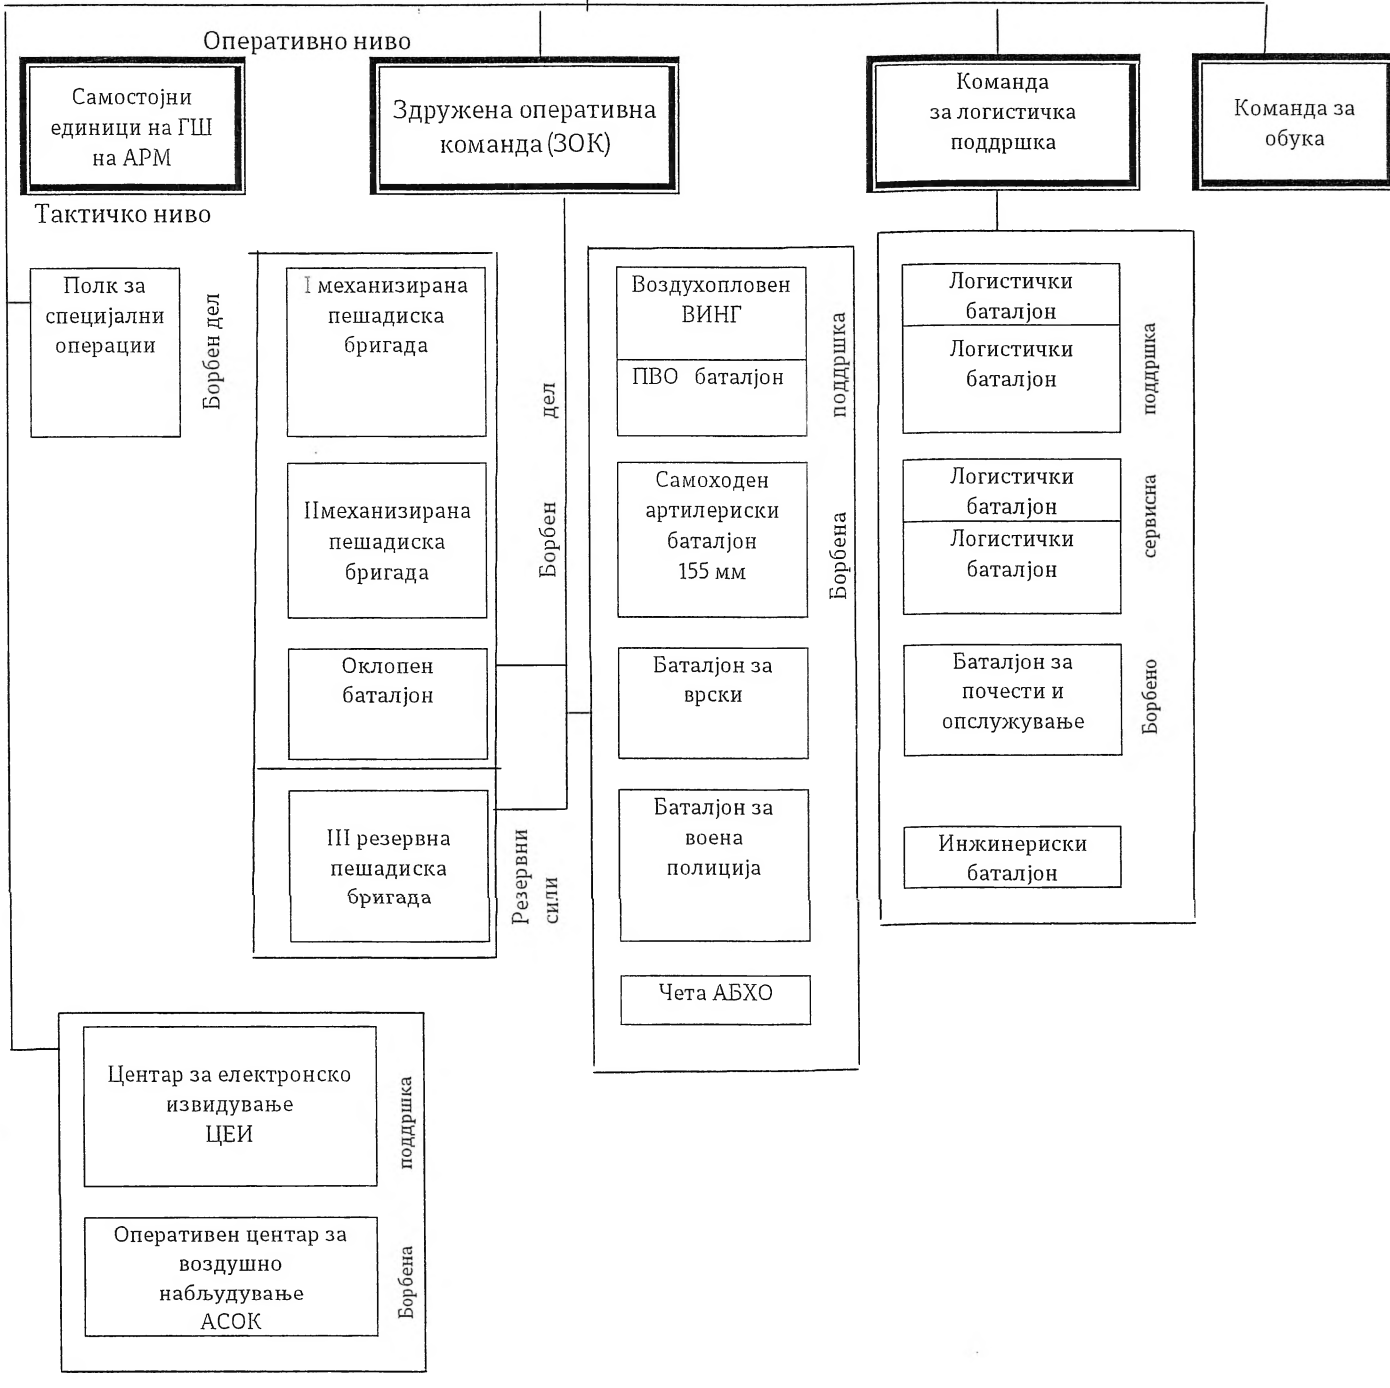 Оперативно ниво
Самостојни
единици на ГШ
на АРМ
Здружена оперативна
команда (ЗОК)
Команда
за логистичка
поддршка
Команда за
обука
Тактичко ниво
Полк за
специјални
операции
Борбен дел
I механизирана
пешадиска
бригада
IIмеханизирана
пешадиска
бригада
Оклопен
баталјон
Борбен дел
III резервна
пешадиска
бригада
Резервни
сили
Воздухопловен
ВИНГ
ПВО баталјон
Самоходен
артилериски
баталјон
155 мм
Баталјон за
врски
Баталјон за
воена
полиција
Чета АБХО
Борбена поддршка
Логистички
баталјон
Логистички
баталјон
Логистички
баталјон
Логистички
баталјон
Баталјон за
почести и
опслужување
Инжинериски
баталјон
Борбено сервисна поддршка
Центар за електронско
извидување
ЦЕИ
Оперативен центар за
воздушно
набљудување
АСОК
Борбена поддршка